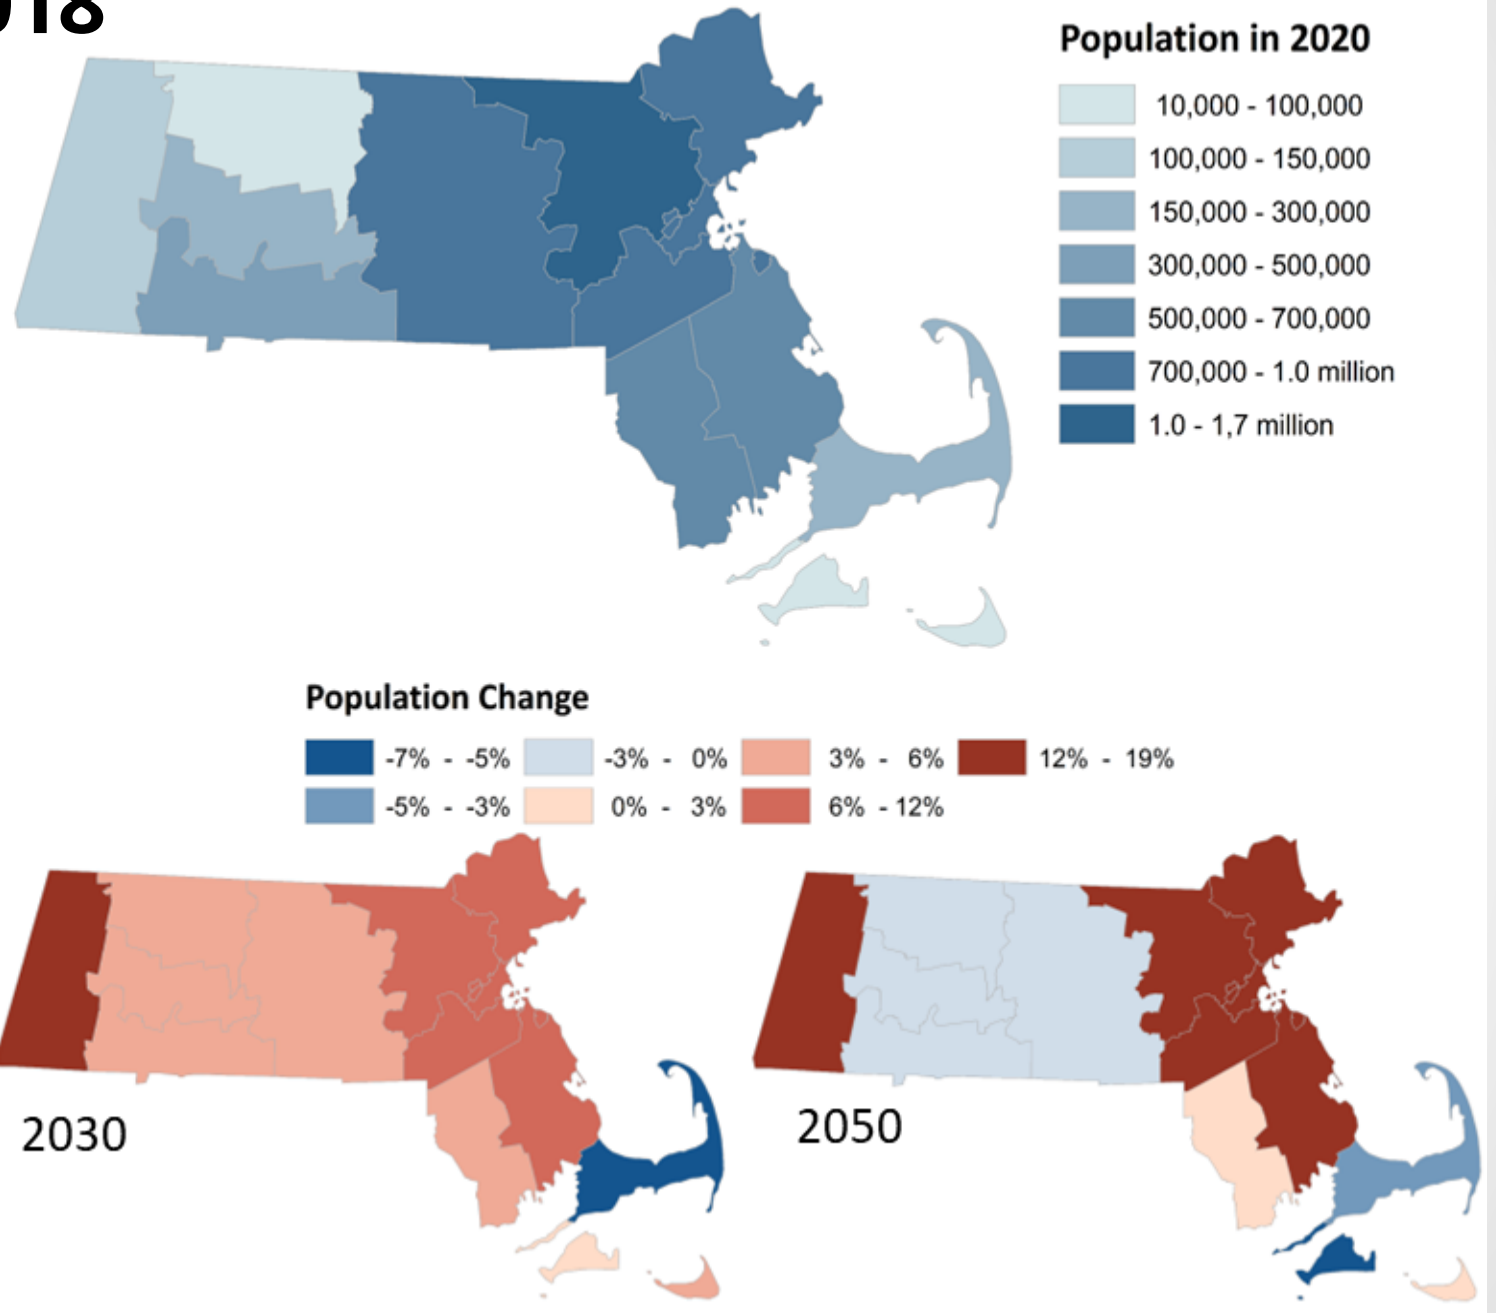 018
Population in 2020
10,000 - 100,000
100,000 - 150,000
150,000 - 300,000
300,000 - 500,000
500,000 - 700,000
700,000 - 1.0 million
1.0 - 1,7 million
Population Change
-7% - -5%
-3% - 0%
3% - 6%
12% - 19%
-5% - -3%
0% - 3%
6% - 12%
2030
2050